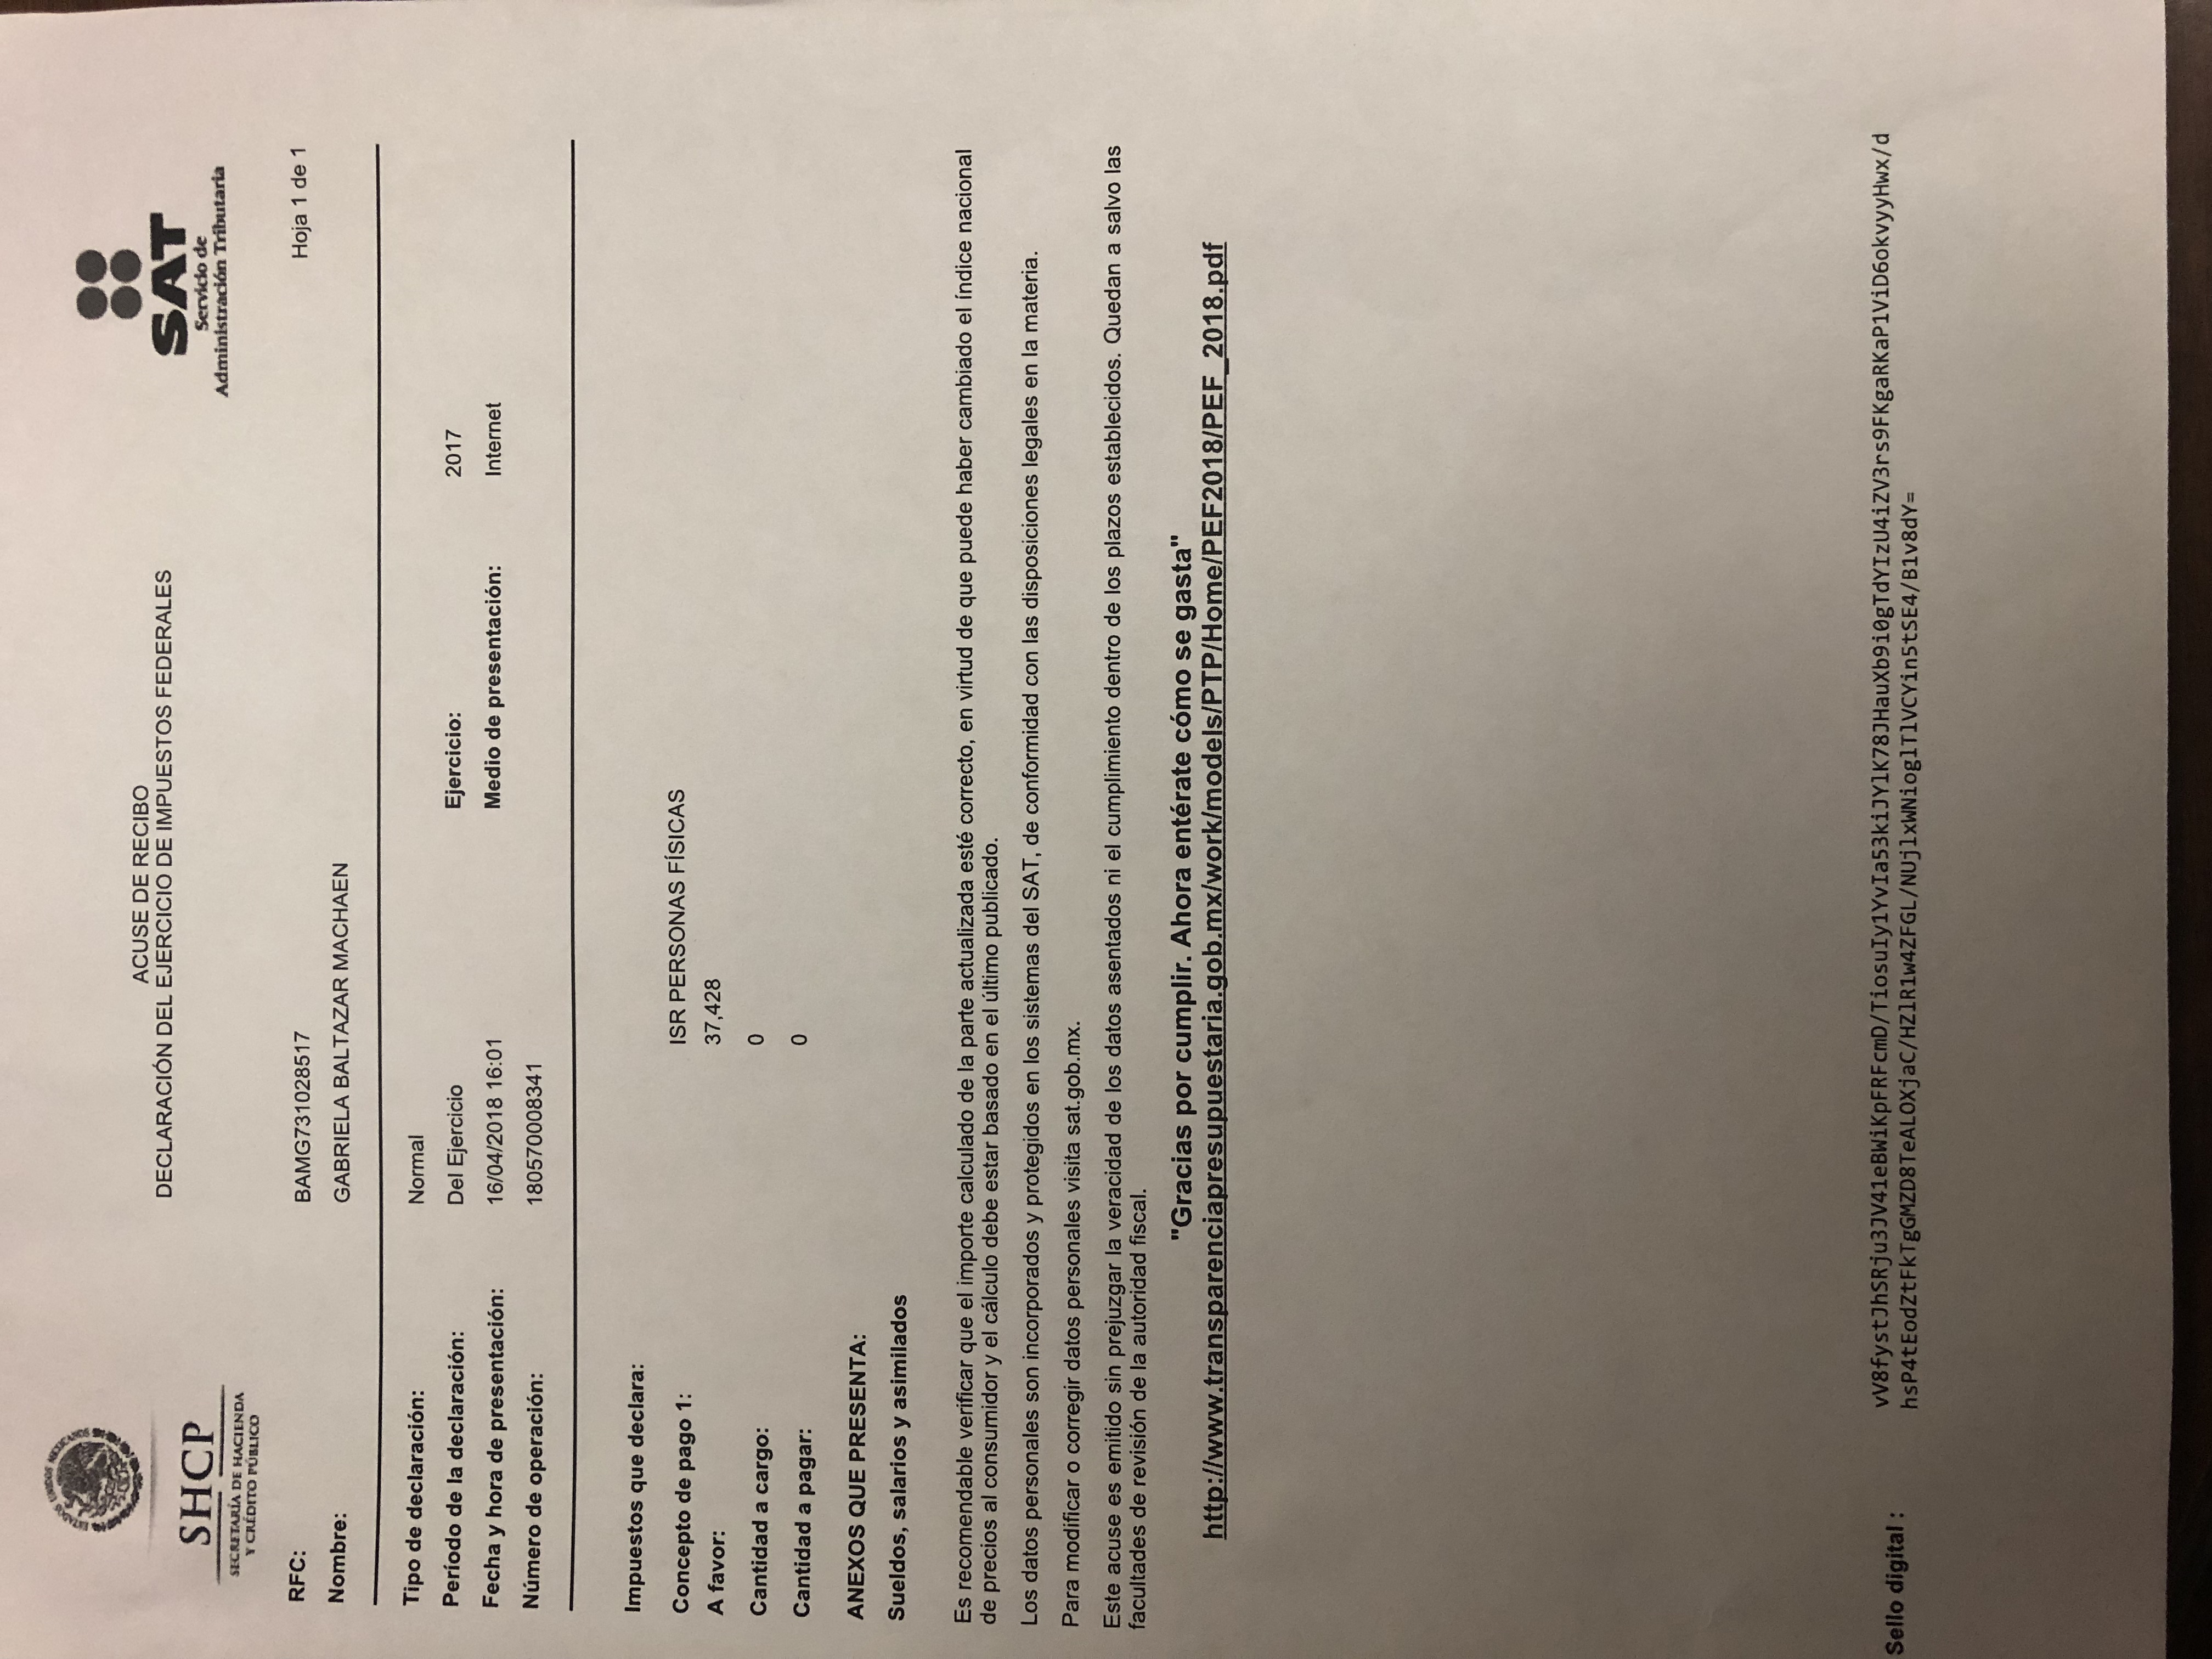 ESTADOS UNIDOS MEXICANOS
SHCP
SECRETARÍA DE HACIENDA
Y CRÉDITO PÚBLICO
ACUSE DE RECIBO
DECLARACIÓN DEL EJERCICIO DE IMPUESTOS FEDERALES
SAT
Servicio de
Administración Tributaria
RFC: BAMG731028517 Hoja 1 de 1
Nombre: GABRIELA BALTAZAR MACHAEN
Tipo de declaración: Normal
Período de la declaración: Del Ejercicio Ejercicio: 2017
Fecha y hora de presentación: 16/04/2018 16:01 Medio de presentación: Internet
Número de operación: 180570008341
Impuestos que declara:
Concepto de pago 1: ISR PERSONAS FÍSICAS
A favor: 37,428
Cantidad a cargo: 0
Cantidad a pagar: 0
ANEXOS QUE PRESENTA:
Sueldos, salarios y asimilados
Es recomendable verificar que el importe calculado de la parte actualizada esté correcto, en virtud de que puede haber cambiado el índice nacional
de precios al consumidor y el cálculo debe estar basado en el último publicado.
Los datos personales son incorporados y protegidos en los sistemas del SAT, de conformidad con las disposiciones legales en la materia.
Para modificar o corregir datos personales visita sat.gob.mx.
Este acuse es emitido sin prejuzgar la veracidad de los datos asentados ni el cumplimiento dentro de los plazos establecidos. Quedan a salvo las
facultades de revisión de la autoridad fiscal.
"Gracias por cumplir. Ahora entérate cómo se gasta"
http://www.transparenciapresupuestaria.gob.mx/work/models/PTP/Home/PEF2018/PEF_2018.pdf
Sello digital : vV8fystJhSRju3JV41eBWiKpFRFcmD/TiosuIy1YvIa53kiJYlK78JHauXb9i0gTdYIzU4iZV3rs9FKgaRKaP1ViD6okvyyHwx/d
hsP4tEodZtFkTgGMZD8TeALOXjaC/HZlR1w4ZFGL/NUjlxWNioglTlVCYin5tSE4/B1v8dY=